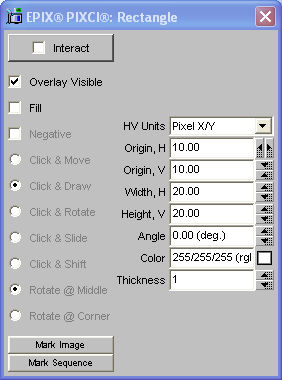 EPIX® PIXCI®: Rectangle
Interact
Overlay Visible
Fill
Negative
Click & Move
Click & Draw
Click & Rotate
Click & Slide
Click & Shift
Rotate @ Middle
Rotate @ Corner
Mark Image
Mark Sequence
HV Units Pixel X/Y
Origin, H 10.00
Origin, V 10.00
Width, H 20.00
Height, V 20.00
Angle 0.00 (deg.)
Color 255/255/255 (rgl
Thickness 1